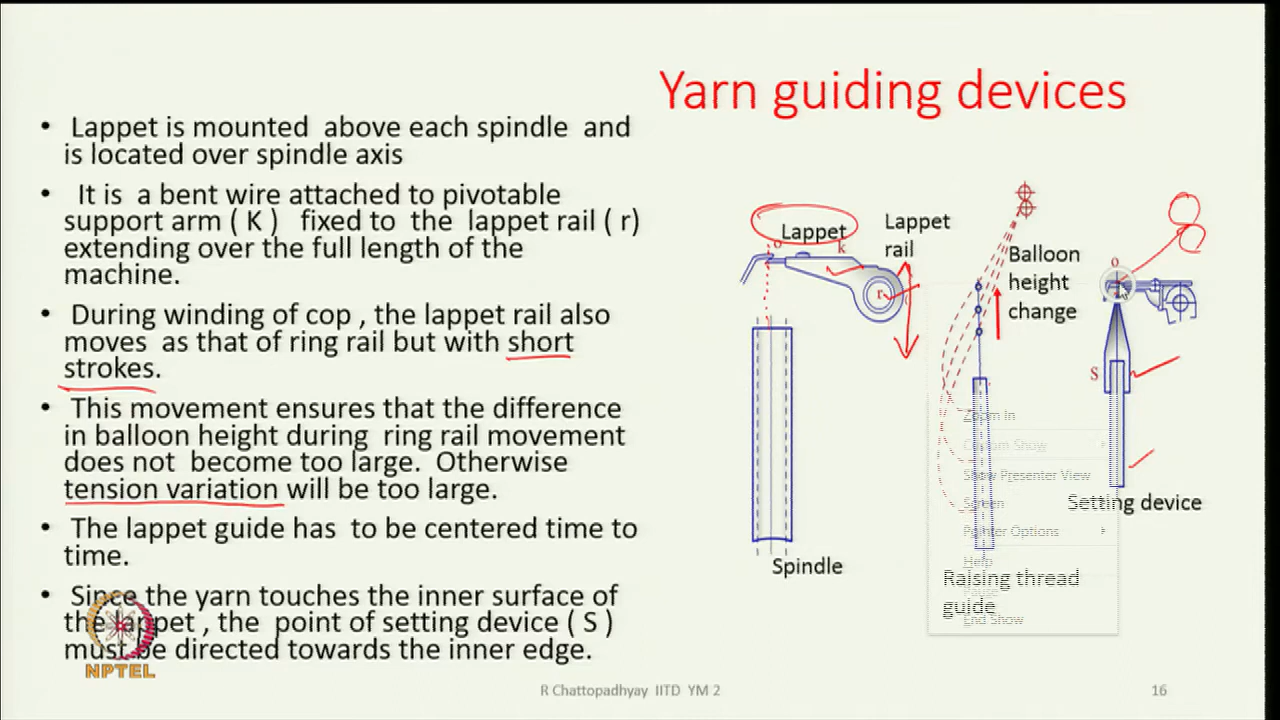 Yarn guiding devices
• Lappet is mounted above each spindle and
is located over spindle axis
• It is a bent wire attached to pivotable
support arm ( K ) fixed to the lappet rail ( r)
extending over the full length of the
machine.
• During winding of cop , the lappet rail also
moves as that of ring rail but with short
strokes.
• This movement ensures that the difference
in balloon height during ring rail movement
does not become too large. Otherwise
tension variation will be too large.
• The lappet guide has to be centered time to
time.
• Since the yarn touches the inner surface of
the lappet , the point of setting device ( S )
must be directed towards the inner edge.
Lappet
Lappet
rail
o
k
r
Spindle
Balloon
height
change
Raising thread
guide
o
S
Setting device
Zoom In
Custom Show
Show Presenter View
Screen
Pointer Options
Help
Pause
End Show
NPTEL
R Chattopadhyay IITD YM 2
16